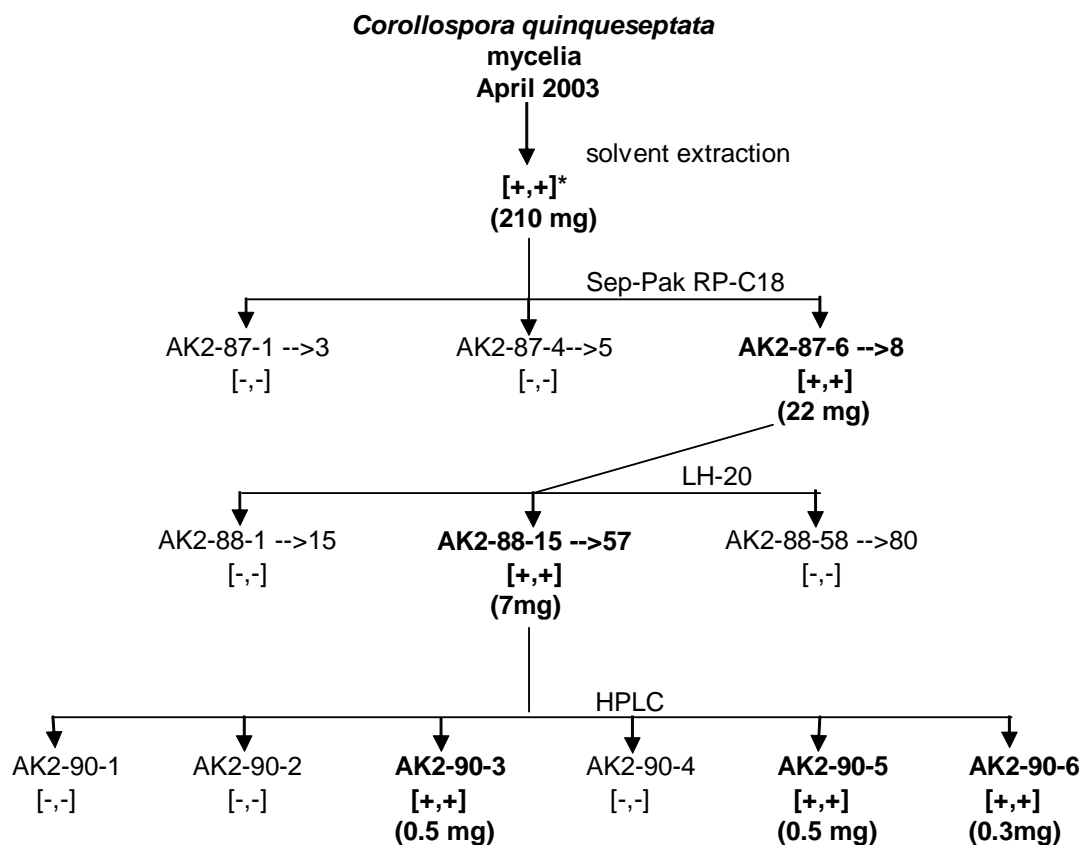 Corollospora quinqueseptata
mycelia
April 2003
solvent extraction
[+,+]*
(210 mg)
Sep-Pak RP-C18
AK2-87-1 -->3 AK2-87-4-->5 AK2-87-6 -->8
[-,-] [-,-] [+,+]
(22 mg)
LH-20
AK2-88-1 -->15 AK2-88-15 -->57 AK2-88-58 -->80
[-,-] [+,+] [-,-]
(7mg)
HPLC
AK2-90-1 AK2-90-2 AK2-90-3 AK2-90-4 AK2-90-5 AK2-90-6
[-,-] [-,-] [+,+] [-,-] [+,+] [+,+]
(0.5 mg) (0.5 mg) (0.3mg)